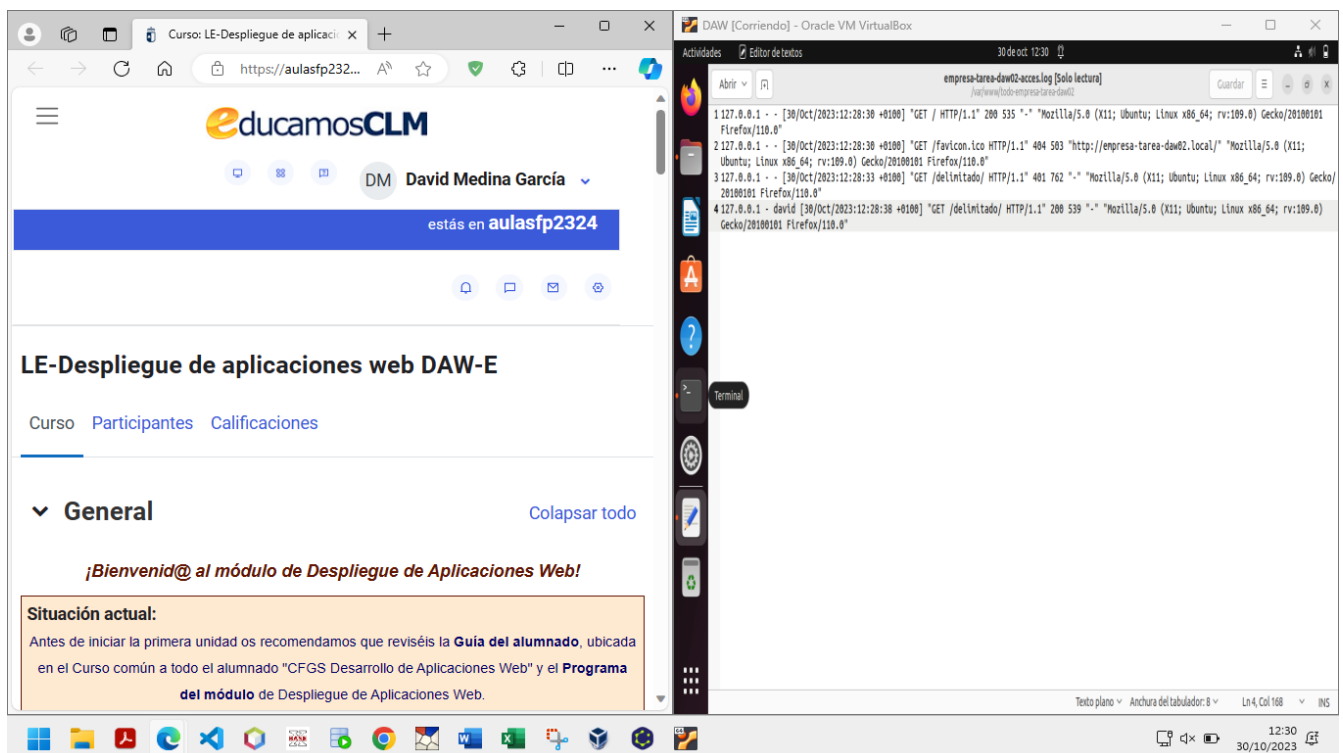 Curso: LE-Despliegue de aplicacic
https://aulasfp232...
educamosCLM
DM David Medina García
estás en aulasfp2324
LE-Despliegue de aplicaciones web DAW-E
Curso Participantes Calificaciones
General Colapsar todo
¡Bienvenid@ al módulo de Despliegue de Aplicaciones Web!
Situación actual:
Antes de iniciar la primera unidad os recomendamos que reviséis la Guía del alumnado, ubicada
en el Curso común a todo el alumnado "CFGS Desarrollo de Aplicaciones Web" y el Programa
del módulo de Despliegue de Aplicaciones Web.
DAW [Corriendo] - Oracle VM VirtualBox
Actividades Editor de textos 30 de oct 12:30
Abrir empresa-tarea-daw02-acces.log [Solo lectura] Guardar
/var/www/todo-empresa-tarea-daw02
1 127.0.0.1 - - [30/Oct/2023:12:28:30 +0100] "GET / HTTP/1.1" 200 535 "-" "Mozilla/5.0 (X11; Ubuntu; Linux x86_64; rv:109.0) Gecko/20100101
Firefox/110.0"
2 127.0.0.1 - - [30/Oct/2023:12:28:30 +0100] "GET /favicon.ico HTTP/1.1" 404 503 "http://empresa-tarea-daw02.local/" "Mozilla/5.0 (X11;
Ubuntu; Linux x86_64; rv:109.0) Gecko/20100101 Firefox/110.0"
3 127.0.0.1 - - [30/Oct/2023:12:28:33 +0100] "GET /delimitado/ HTTP/1.1" 401 762 "-" "Mozilla/5.0 (X11; Ubuntu; Linux x86_64; rv:109.0) Gecko/
20100101 Firefox/110.0"
4 127.0.0.1 - david [30/Oct/2023:12:28:38 +0100] "GET /delimitado/ HTTP/1.1" 200 539 "-" "Mozilla/5.0 (X11; Ubuntu; Linux x86_64; rv:109.0)
Gecko/20100101 Firefox/110.0"
Terminal
Texto plano Anchura del tabulador: 8 Ln 4, Col 168 INS
12:30
30/10/2023